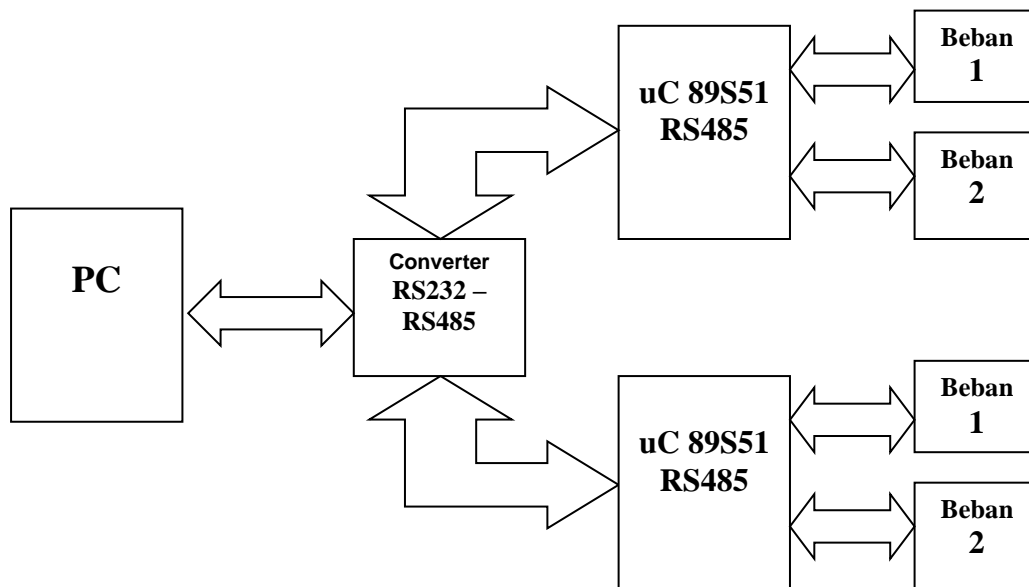 PC
Converter
RS232 –
RS485
uC 89S51
RS485
Beban
1
Beban
2
uC 89S51
RS485
Beban
1
Beban
2